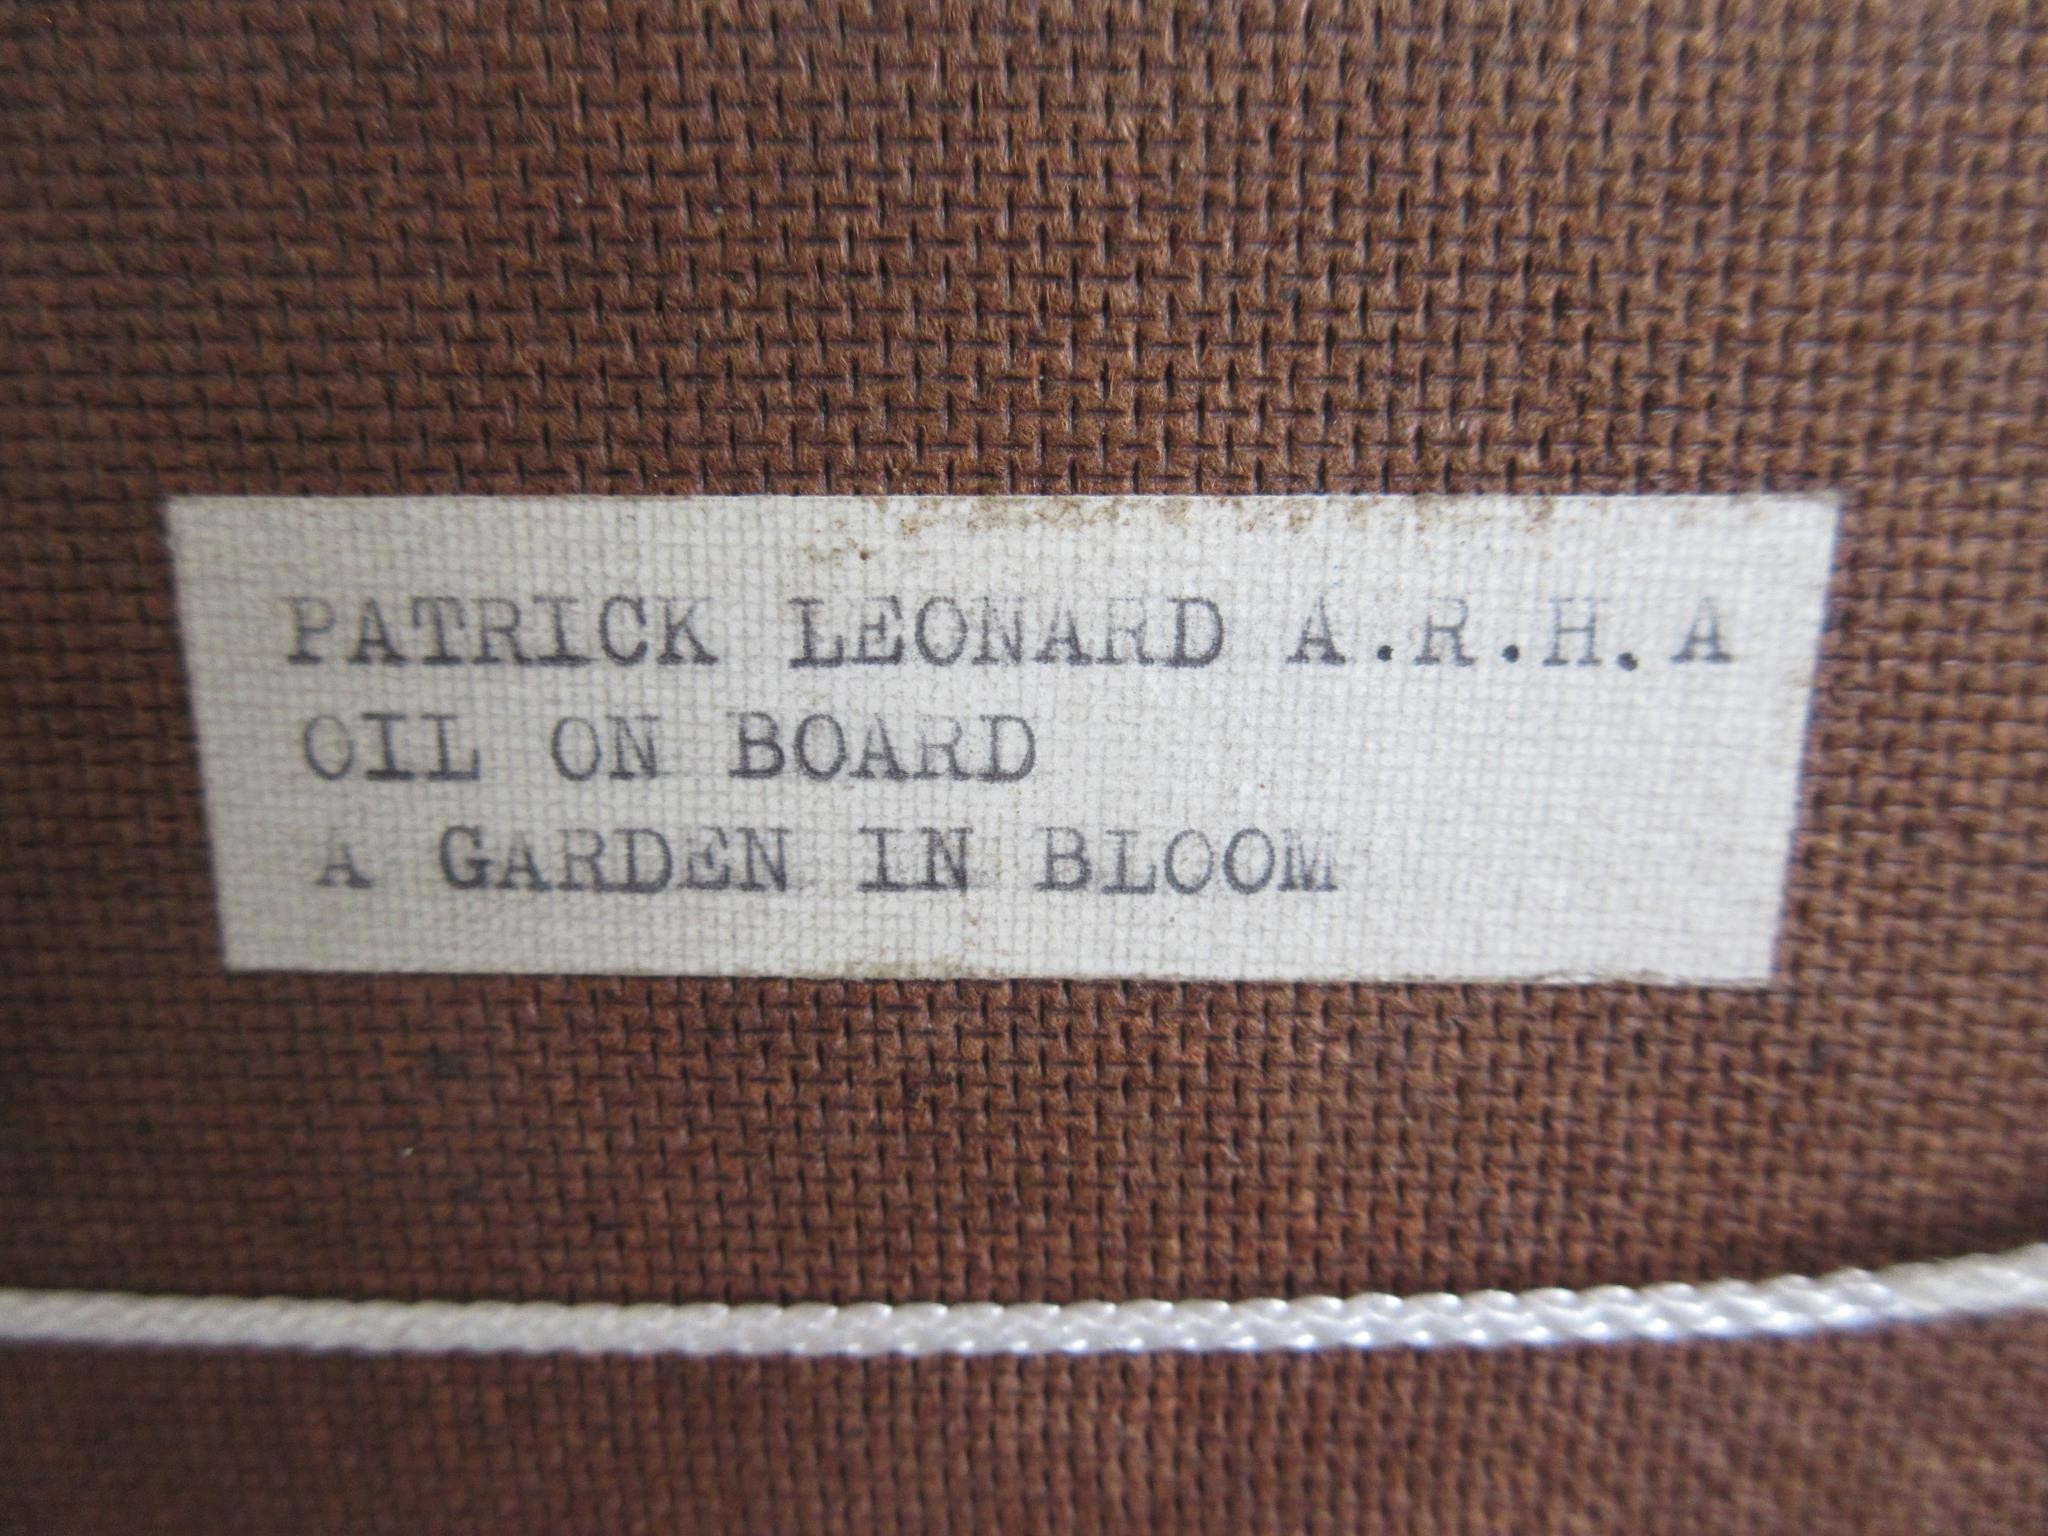 PATRICK LEONARD A.R.H.A
OIL ON BOARD
A GARDEN IN BLOOM